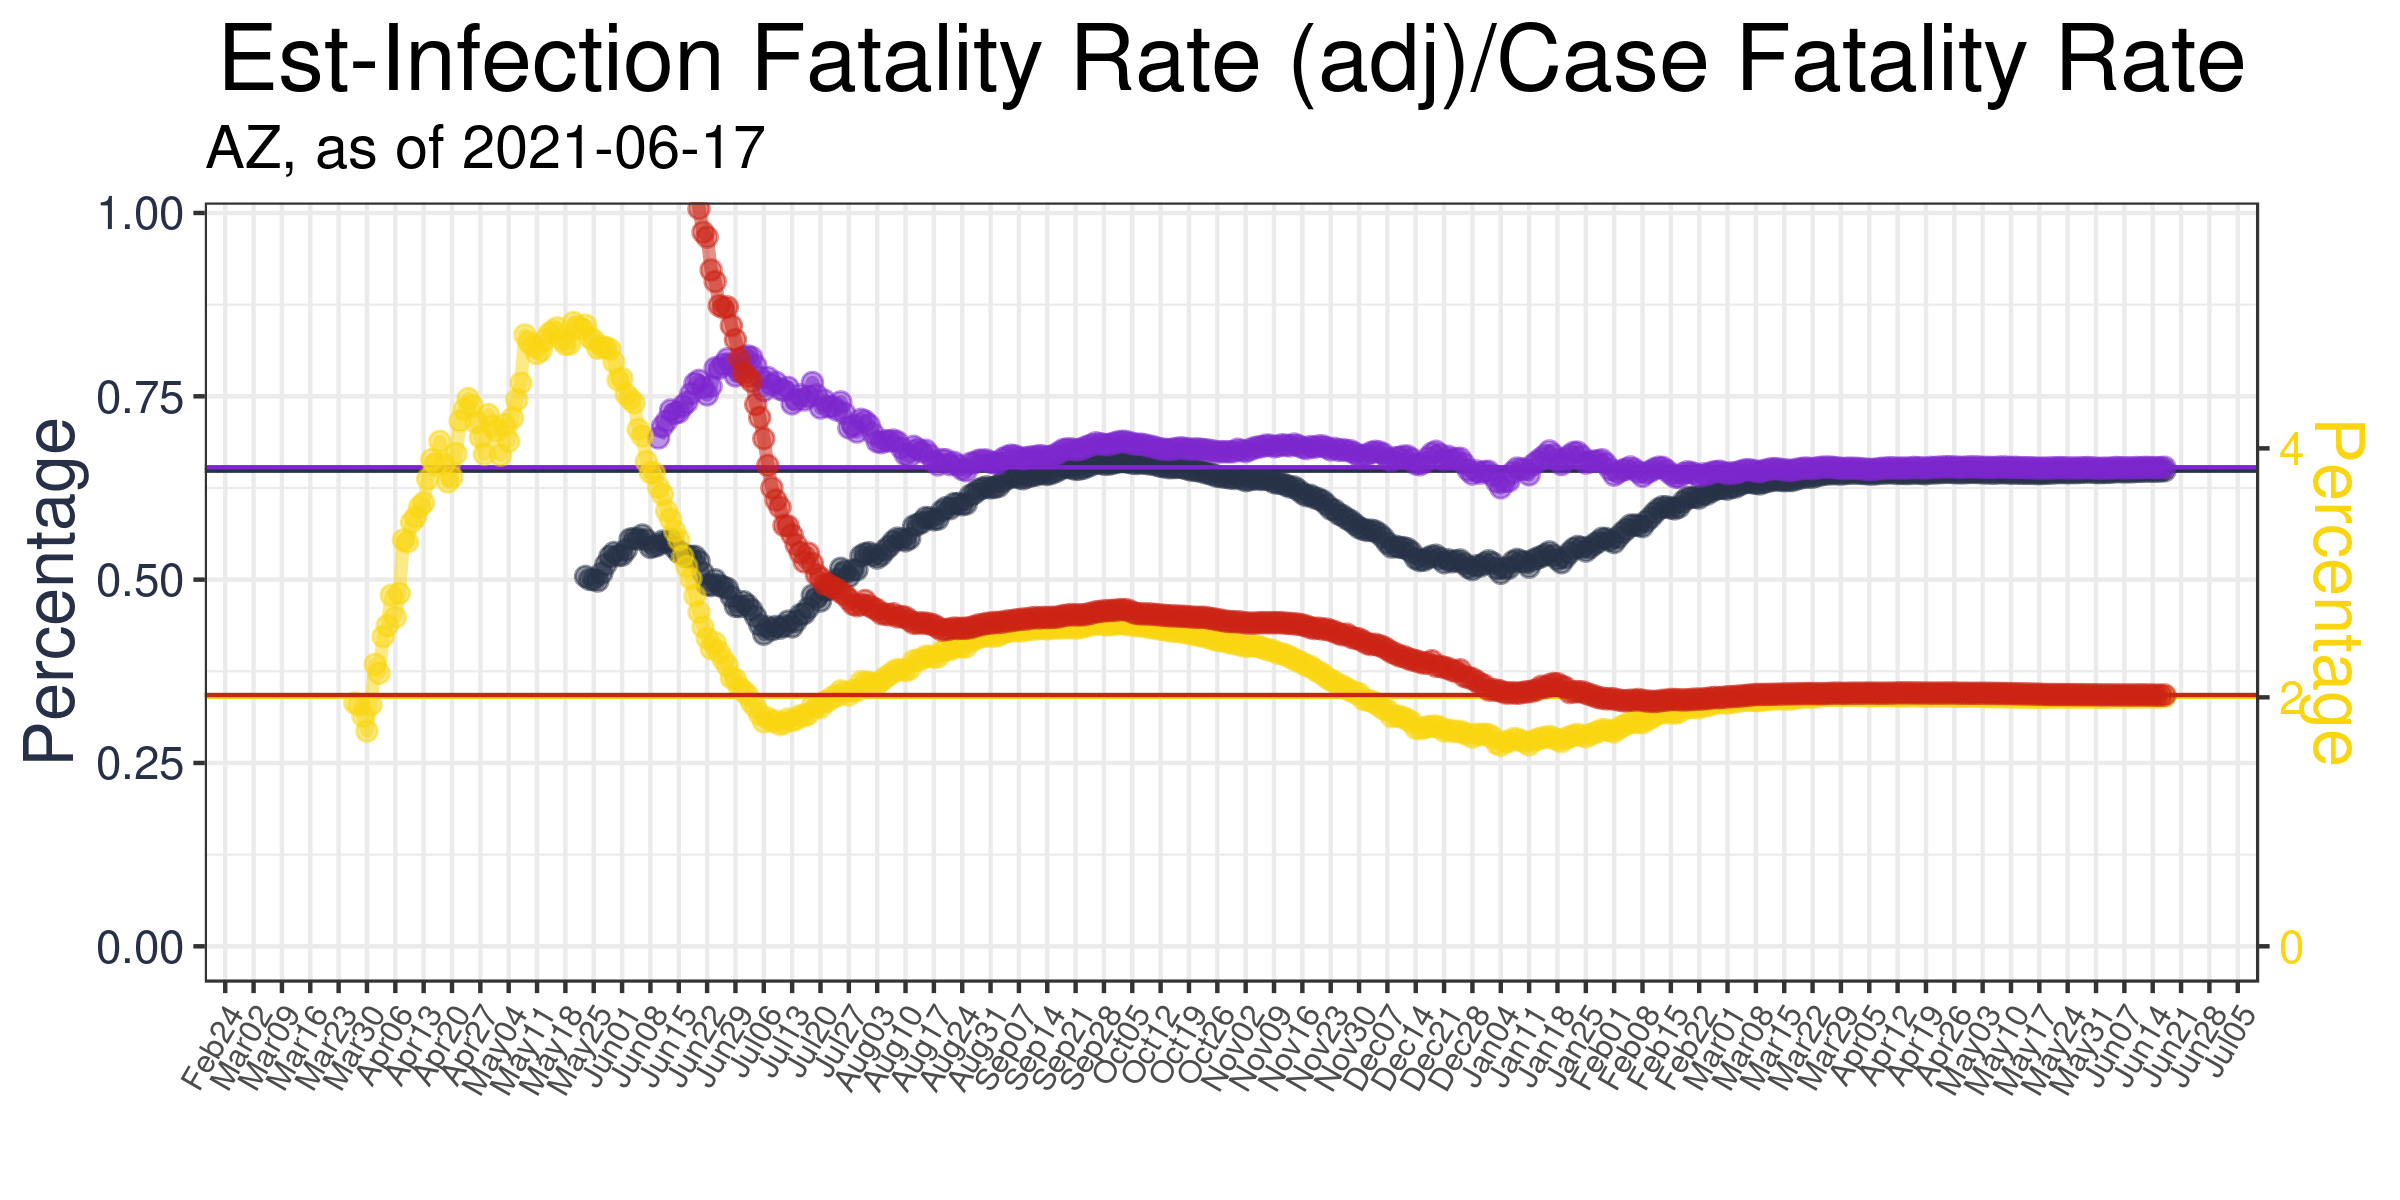 Est-Infection Fatality Rate (adj)/Case Fatality Rate
AZ, as of 2021-06-17
Percentage
1.00
0.75
0.50
0.25
0.00
4
2
0
Percentage
Feb24
Mar02
Mar09
Mar16
Mar23
Mar30
Apr06
Apr13
Apr20
Apr27
May04
May11
May18
May25
Jun01
Jun08
Jun15
Jun22
Jun29
Jul06
Jul13
Jul20
Jul27
Aug03
Aug10
Aug17
Aug24
Aug31
Sep07
Sep14
Sep21
Sep28
Oct05
Oct12
Oct19
Oct26
Nov02
Nov09
Nov16
Nov23
Nov30
Dec07
Dec14
Dec21
Dec28
Jan04
Jan11
Jan18
Jan25
Feb01
Feb08
Feb15
Feb22
Mar01
Mar08
Mar15
Mar22
Mar29
Apr05
Apr12
Apr19
Apr26
May03
May10
May17
May24
May31
Jun07
Jun14
Jun21
Jun28
Jul05